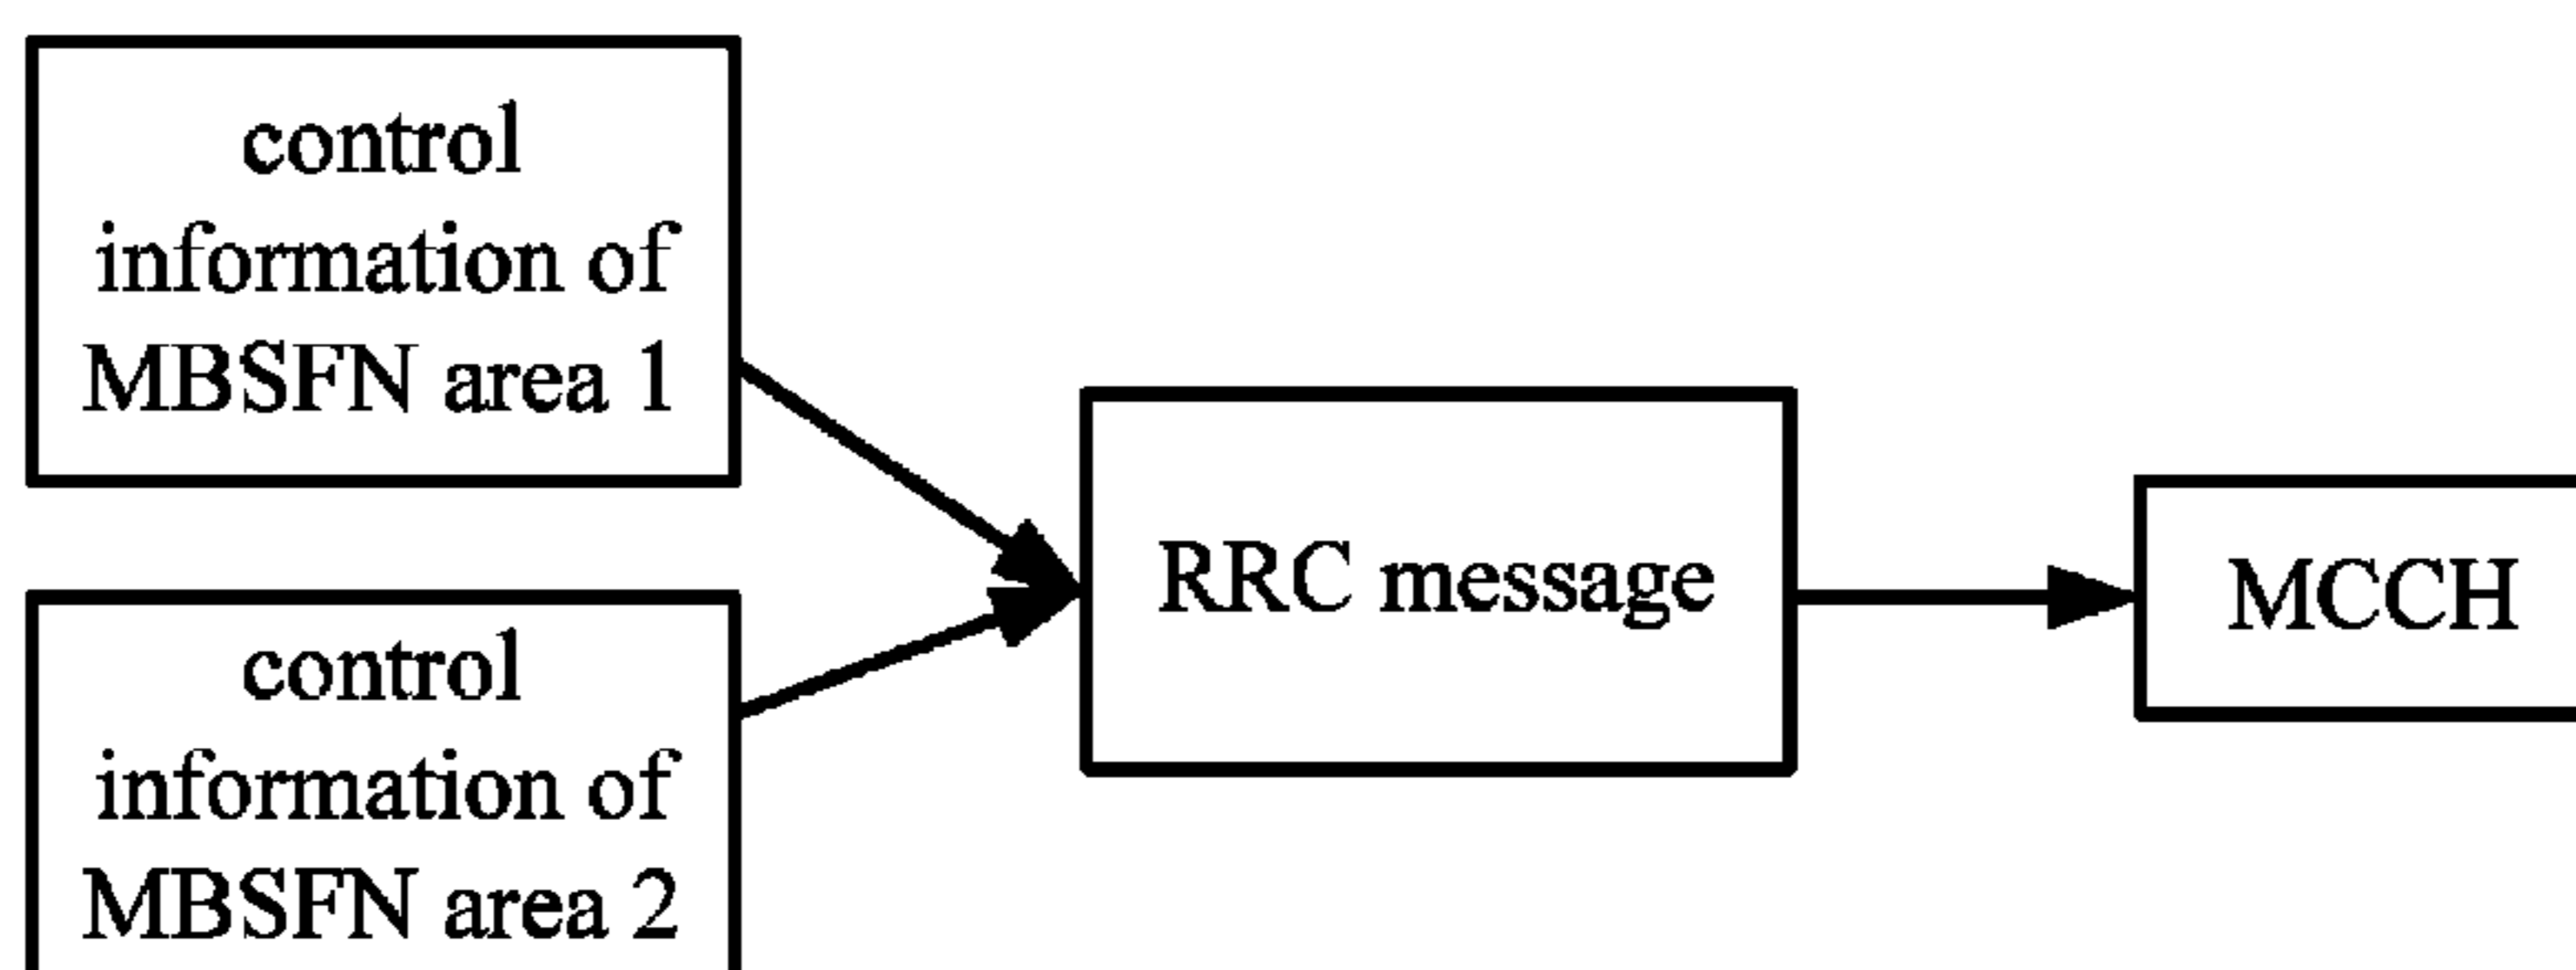 control
information of
MBSFN area 1
control
information of
MBSFN area 2
RRC message
MCCH